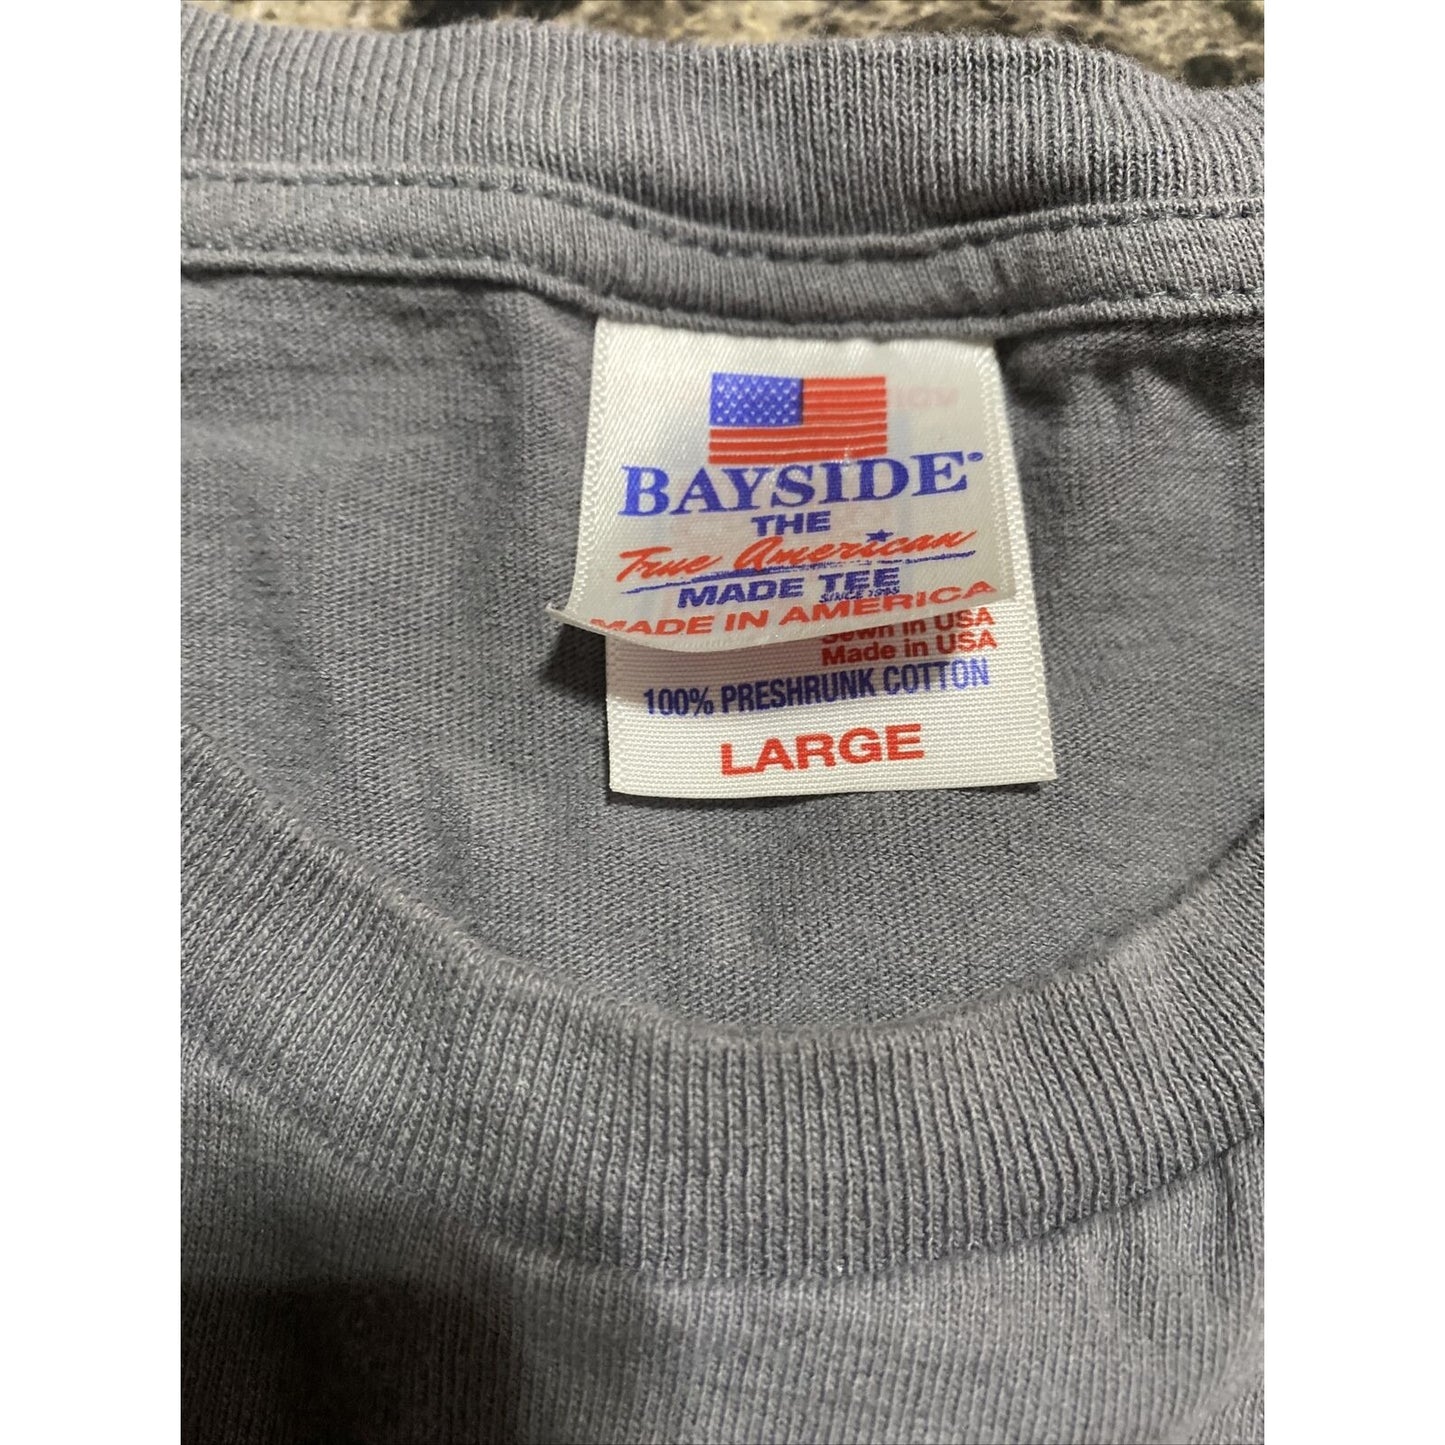 BAYSIDE
THE
True American
MADE TEE
SINCE 1995
MADE IN AMERICA
Sewn in USA
Made in USA
100% PRESHRUNK COTTON
LARGE